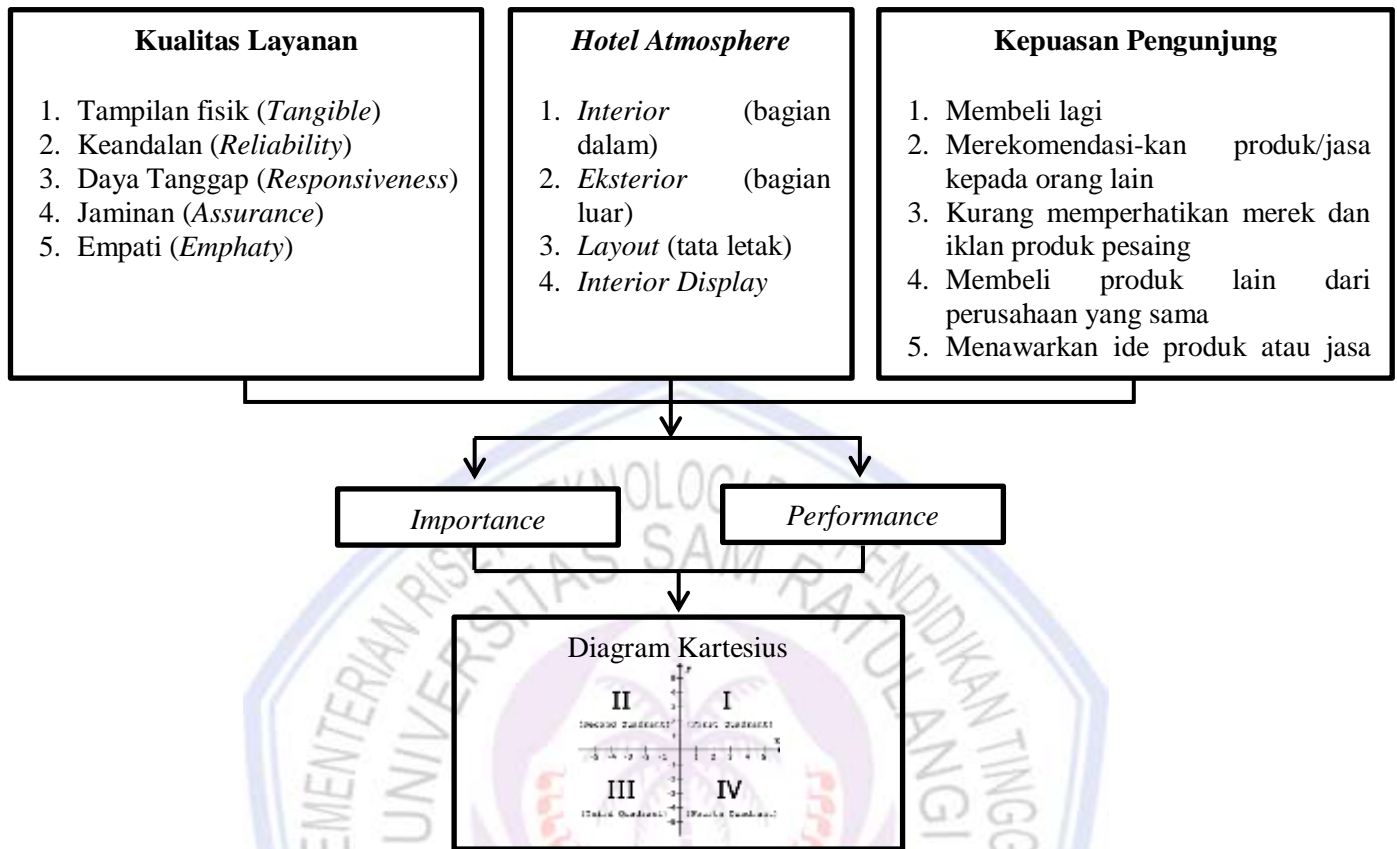 Kualitas Layanan
1. Tampilan fisik (Tangible)
2. Keandalan (Reliability)
3. Daya Tanggap (Responsiveness)
4. Jaminan (Assurance)
5. Empati (Emphaty)
Hotel Atmosphere
1. Interior (bagian
dalam)
2. Eksterior (bagian
luar)
3. Layout (tata letak)
4. Interior Display
Kepuasan Pengunjung
1. Membeli lagi
2. Merekomendasi-kan produk/jasa
kepada orang lain
3. Kurang memperhatikan merek dan
iklan produk pesaing
4. Membeli produk lain dari
perusahaan yang sama
5. Menawarkan ide produk atau jasa
Importance
Performance
Diagram Kartesius
II I
III IV
UNIVERSITAS SAM RATULANGI